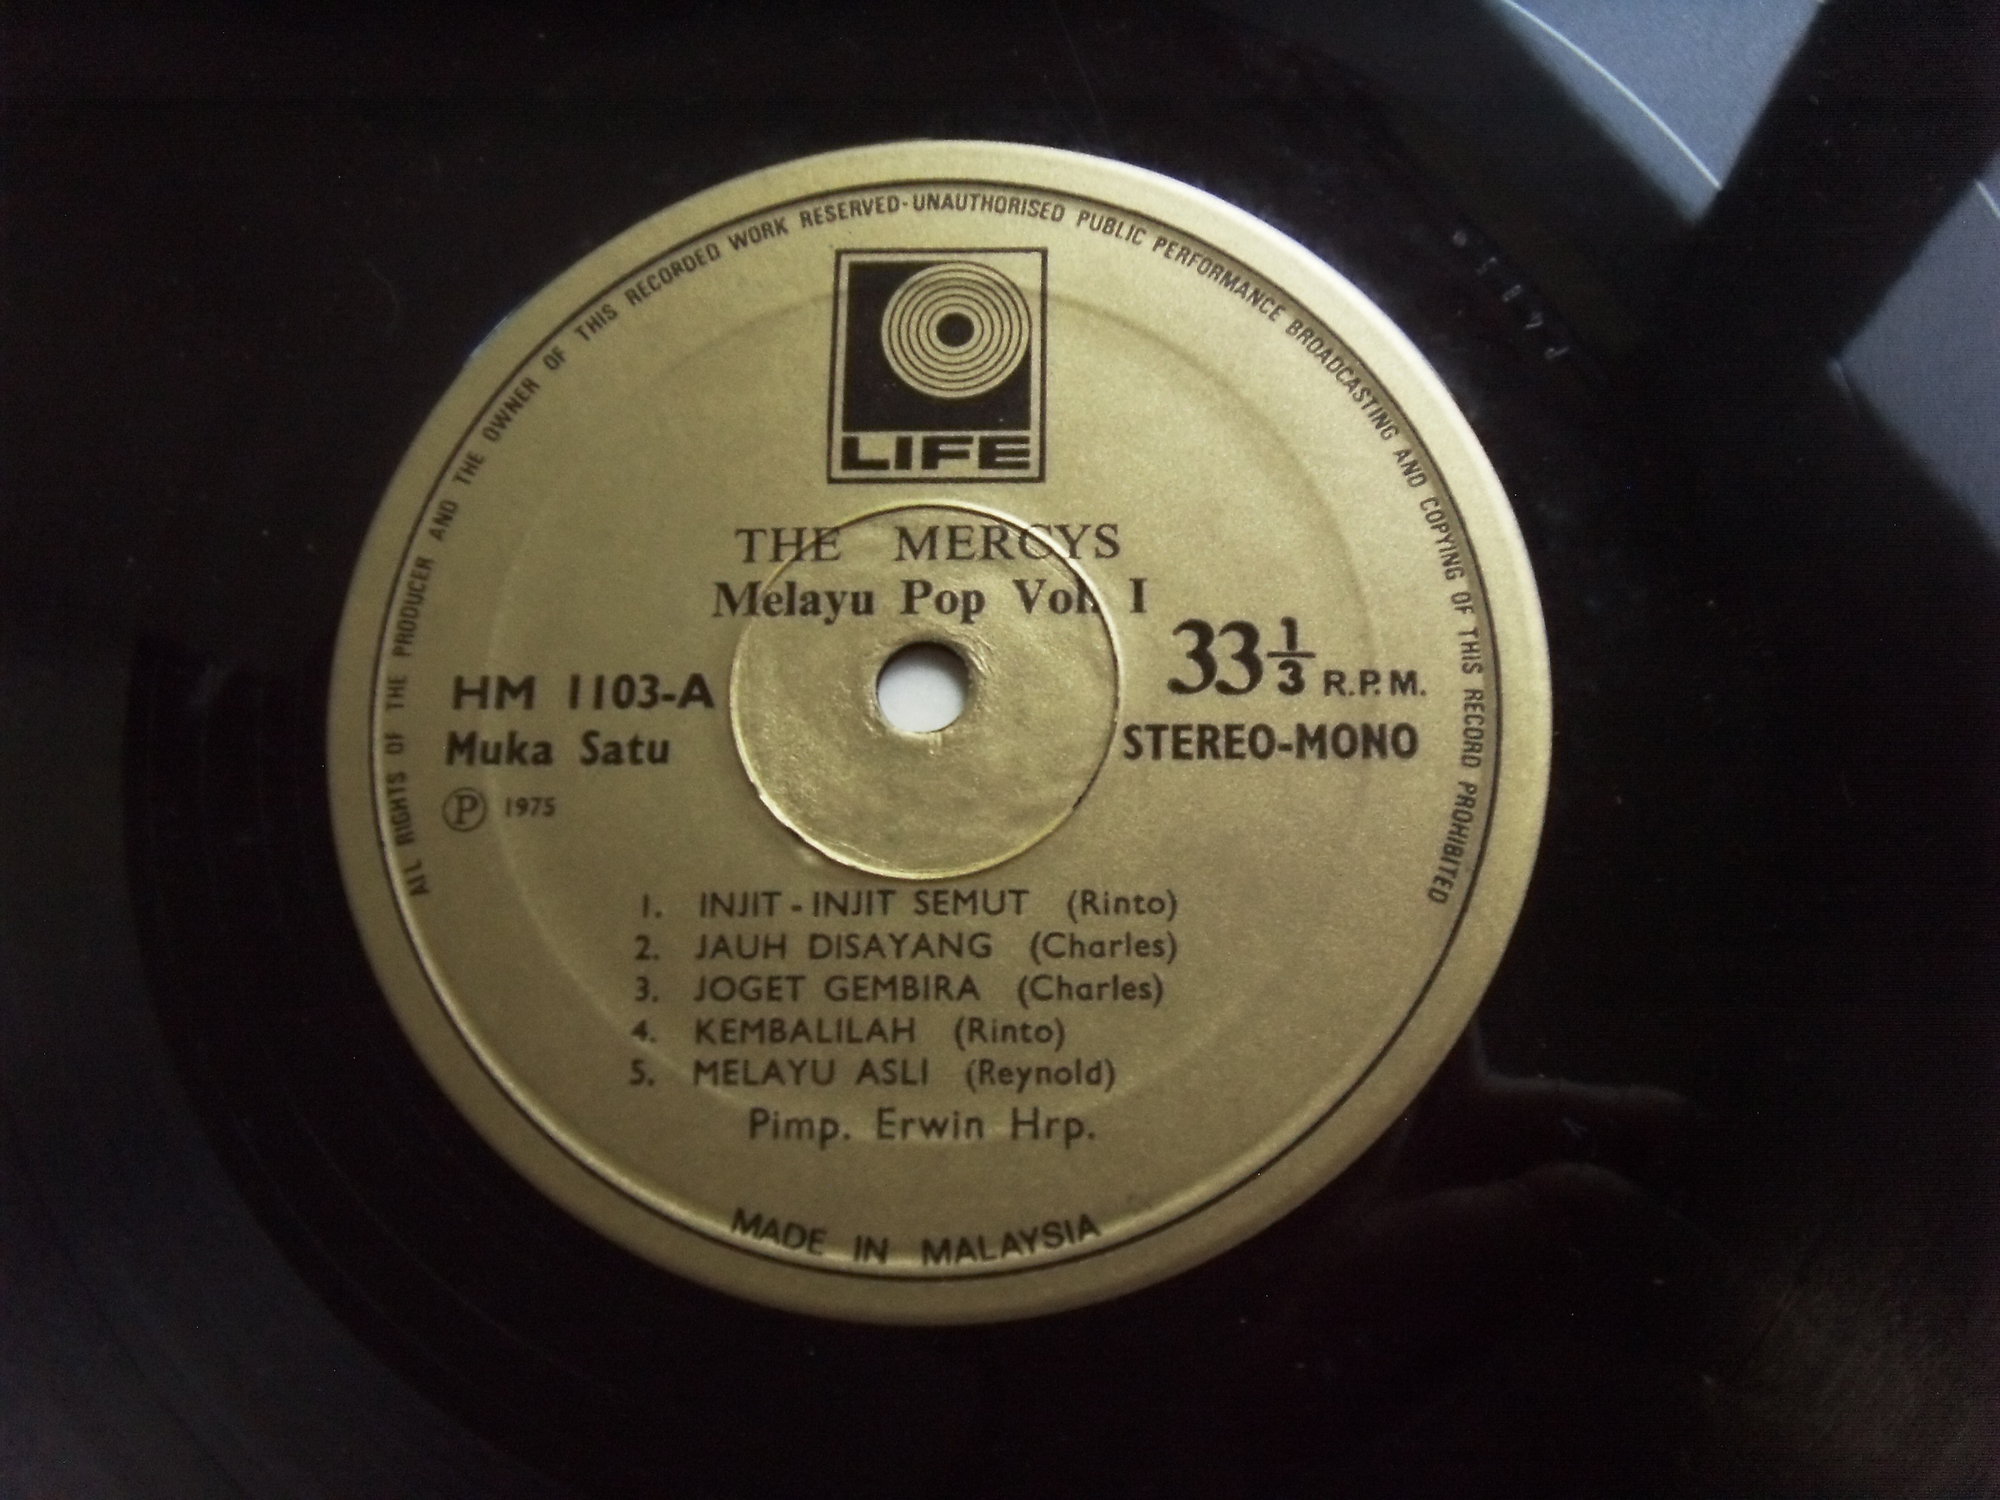 ALL RIGHTS OF THE PRODUCER AND THE OWNER OF THIS RECORDED WORK RESERVED·UNAUTHORISED PUBLIC PERFORMANCE BROADCASTING AND COPYING OF THIS RECORD PROHIBITED
LIFE
THE MERCYS
Melayu Pop Vol. I
HM 1103-A
Muka Satu
Ⓟ 1975
33 1/3 R.P.M.
STEREO-MONO
1. INJIT - INJIT SEMUT (Rinto)
2. JAUH DISAYANG (Charles)
3. JOGET GEMBIRA (Charles)
4. KEMBALILAH (Rinto)
5. MELAYU ASLI (Reynold)
Pimp. Erwin Hrp.
MADE IN MALAYSIA